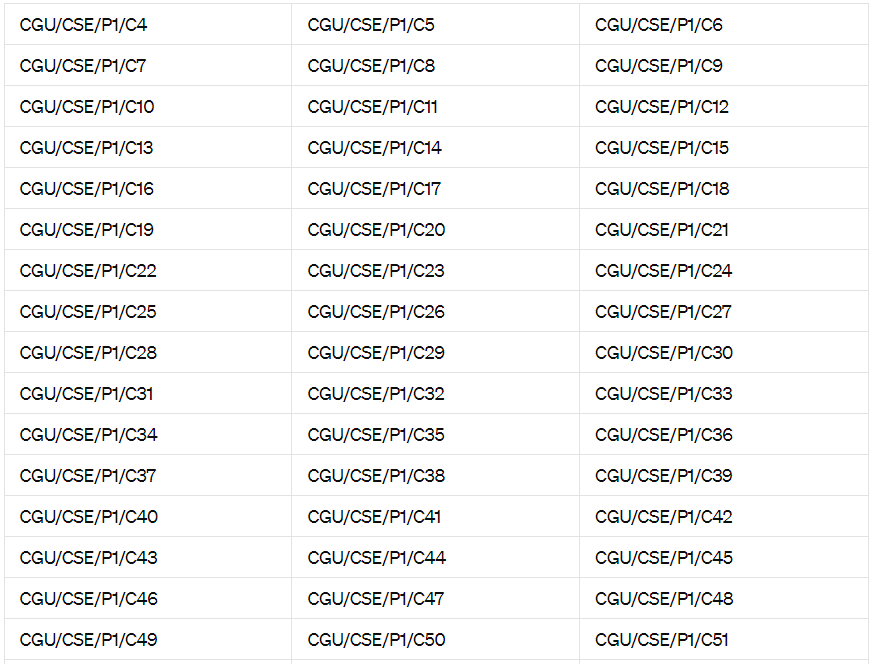 CGU/CSE/P1/C4 CGU/CSE/P1/C5 CGU/CSE/P1/C6
CGU/CSE/P1/C7 CGU/CSE/P1/C8 CGU/CSE/P1/C9
CGU/CSE/P1/C10 CGU/CSE/P1/C11 CGU/CSE/P1/C12
CGU/CSE/P1/C13 CGU/CSE/P1/C14 CGU/CSE/P1/C15
CGU/CSE/P1/C16 CGU/CSE/P1/C17 CGU/CSE/P1/C18
CGU/CSE/P1/C19 CGU/CSE/P1/C20 CGU/CSE/P1/C21
CGU/CSE/P1/C22 CGU/CSE/P1/C23 CGU/CSE/P1/C24
CGU/CSE/P1/C25 CGU/CSE/P1/C26 CGU/CSE/P1/C27
CGU/CSE/P1/C28 CGU/CSE/P1/C29 CGU/CSE/P1/C30
CGU/CSE/P1/C31 CGU/CSE/P1/C32 CGU/CSE/P1/C33
CGU/CSE/P1/C34 CGU/CSE/P1/C35 CGU/CSE/P1/C36
CGU/CSE/P1/C37 CGU/CSE/P1/C38 CGU/CSE/P1/C39
CGU/CSE/P1/C40 CGU/CSE/P1/C41 CGU/CSE/P1/C42
CGU/CSE/P1/C43 CGU/CSE/P1/C44 CGU/CSE/P1/C45
CGU/CSE/P1/C46 CGU/CSE/P1/C47 CGU/CSE/P1/C48
CGU/CSE/P1/C49 CGU/CSE/P1/C50 CGU/CSE/P1/C51